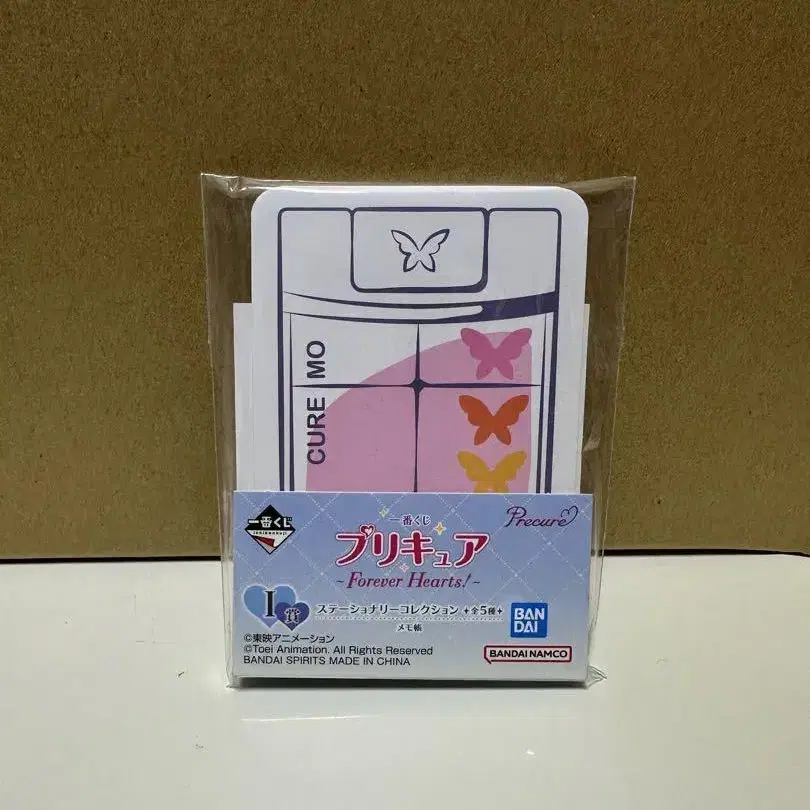 CURE MO
一番くじ
ichibankuji
一番くじ
プリキュア
~Forever Hearts!~
Precure
I賞
ステーショナリーコレクション +全5種+
メモ帳
BAN
DAI
BANDAI NAMCO
©東映アニメーション
©Toei Animation. All Rights Reserved
BANDAI SPIRITS MADE IN CHINA